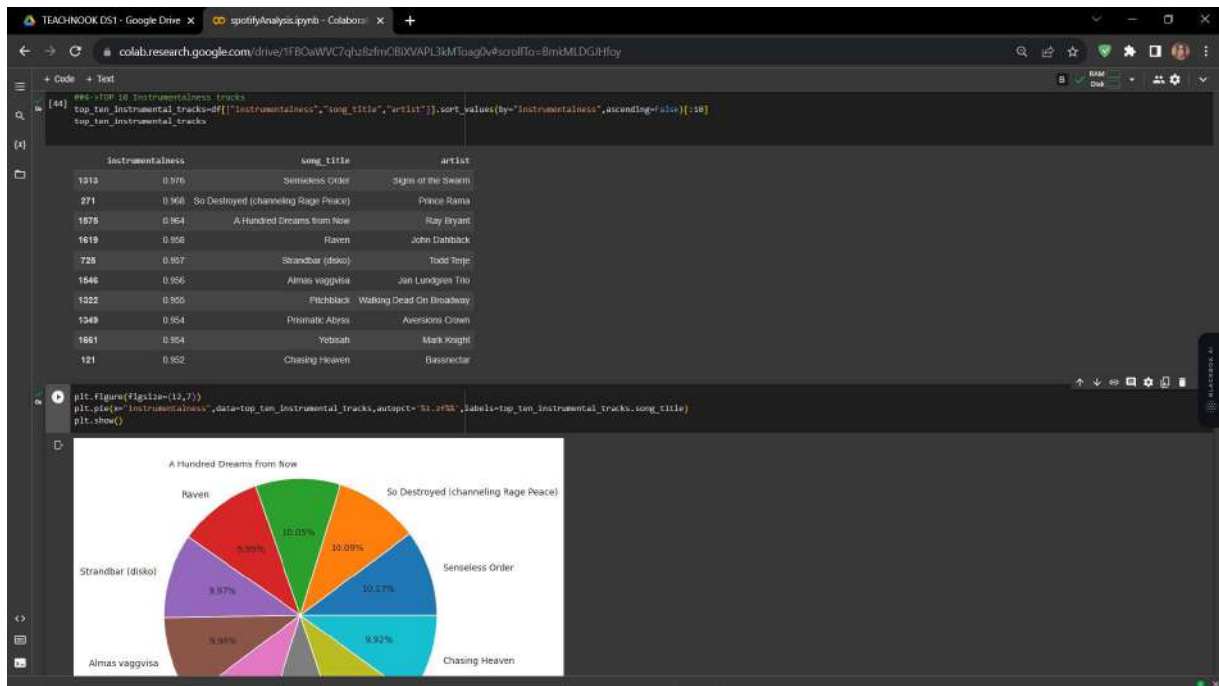 TEACHNOOK DS1 - Google Drive
spotifyAnalysis.ipynb - Colaborat
colab.research.google.com/drive/
+ Code + Text
RAM
Disk
[44]
###4->TOP 10 Instrumentalness tracks
top_ten_instrumental_tracks=df[["instrumentalness","song_title","artist"]].sort_values(by="instrumentalness",ascending=False)[:10]
top_ten_instrumental_tracks
instrumentalness song_title artist
1313 0.976 Senseless Order Signs of the Swarm
271 0.968 So Destroyed (channeling Rage Peace) Prince Rama
1575 0.964 A Hundred Dreams from Now Ray Bryant
1619 0.958 Raven John Dahlbäck
725 0.957 Strandbar (disko) Todd Terje
1546 0.956 Almas vaggvisa Jan Lundgren Trio
1322 0.955 Pitchblack Walking Dead On Broadway
1349 0.954 Prismatic Abyss Aversions Crown
1661 0.954 Yebisah Mark Knight
121 0.952 Chasing Heaven Bassnectar
BLACKBOX AI
plt.figure(figsize=(12,7))
plt.pie(x="instrumentalness",data=top_ten_instrumental_tracks,autopct='%1.2f%%',labels=top_ten_instrumental_tracks.song_title)
plt.show()
A Hundred Dreams from Now
Raven
So Destroyed (channeling Rage Peace)
10.05%
10.09%
Strandbar (disko)
Senseless Order
9.97%
10.17%
9.92%
Almas vaggvisa
Chasing Heaven